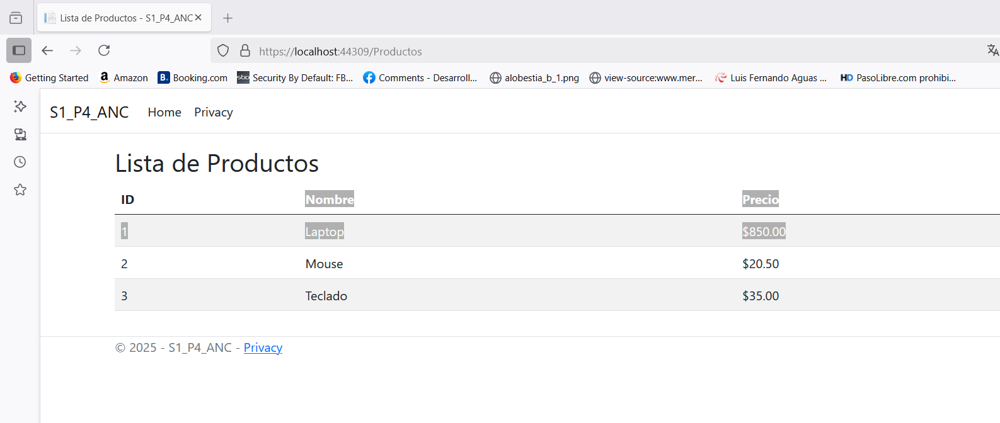 Lista de Productos - S1_P4_ANC
https://localhost:44309/Productos
Getting Started Amazon Booking.com Security By Default: FB... Comments - Desarroll... alobestia_b_1.png view-source:www.mer... Luis Fernando Aguas ... HD PasoLibre.com prohibi...
S1_P4_ANC Home Privacy
Lista de Productos
ID Nombre Precio
1 Laptop $850.00
2 Mouse $20.50
3 Teclado $35.00
© 2025 - S1_P4_ANC - Privacy